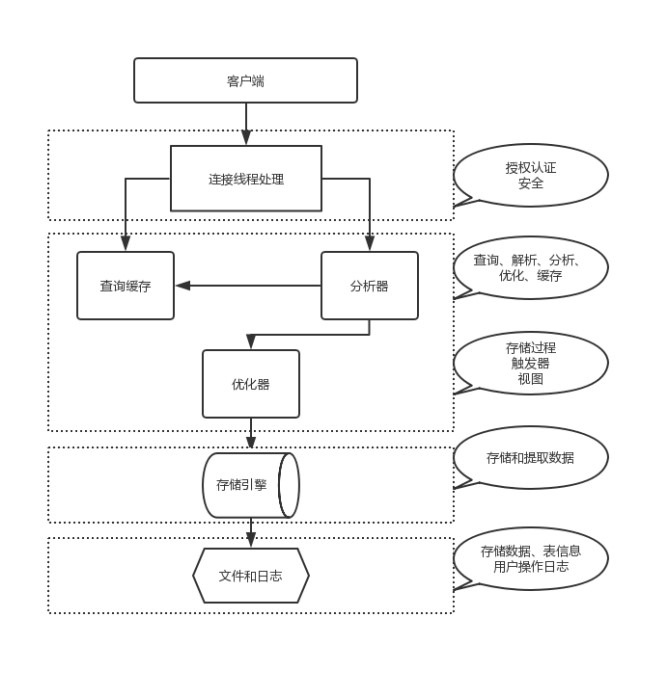 客户端
连接线程处理
授权认证
安全
查询缓存
分析器
查询、解析、分析、
优化、缓存
优化器
存储过程
触发器
视图
存储引擎
存储和提取数据
文件和日志
存储数据、表信息
用户操作日志